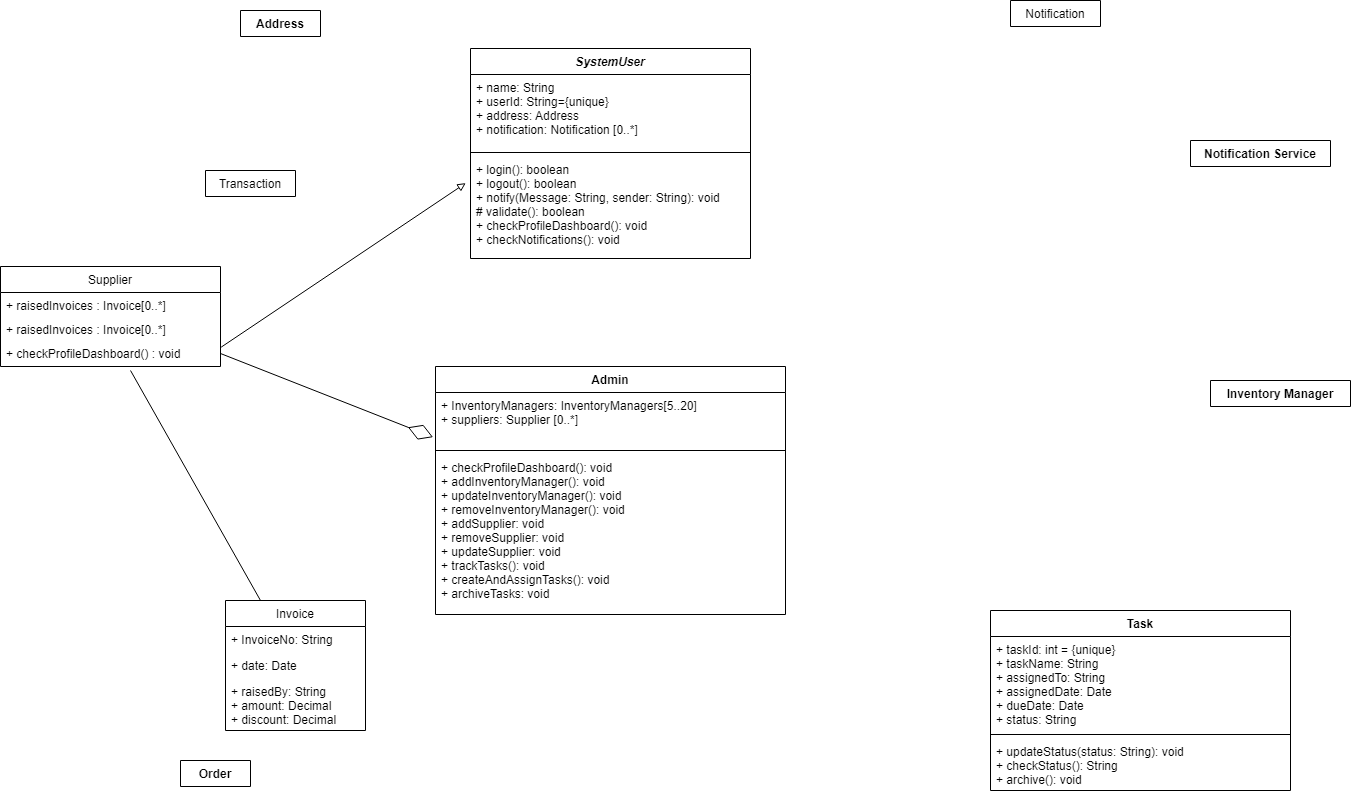 Notification
Address
SystemUser
+ name: String
+ userId: String={unique}
+ address: Address
+ notification: Notification [0..*]
+ login(): boolean
+ logout(): boolean
+ notify(Message: String, sender: String): void
# validate(): boolean
+ checkProfileDashboard(): void
+ checkNotifications(): void
Notification Service
Transaction
Supplier
+ raisedInvoices : Invoice[0..*]
+ raisedInvoices : Invoice[0..*]
+ checkProfileDashboard() : void
Admin
+ InventoryManagers: InventoryManagers[5..20]
+ suppliers: Supplier [0..*]
+ checkProfileDashboard(): void
+ addInventoryManager(): void
+ updateInventoryManager(): void
+ removeInventoryManager(): void
+ addSupplier: void
+ removeSupplier: void
+ updateSupplier: void
+ trackTasks(): void
+ createAndAssignTasks(): void
+ archiveTasks: void
Inventory Manager
Invoice
+ InvoiceNo: String
+ date: Date
+ raisedBy: String
+ amount: Decimal
+ discount: Decimal
Task
+ taskId: int = {unique}
+ taskName: String
+ assignedTo: String
+ assignedDate: Date
+ dueDate: Date
+ status: String
+ updateStatus(status: String): void
+ checkStatus(): String
+ archive(): void
Order